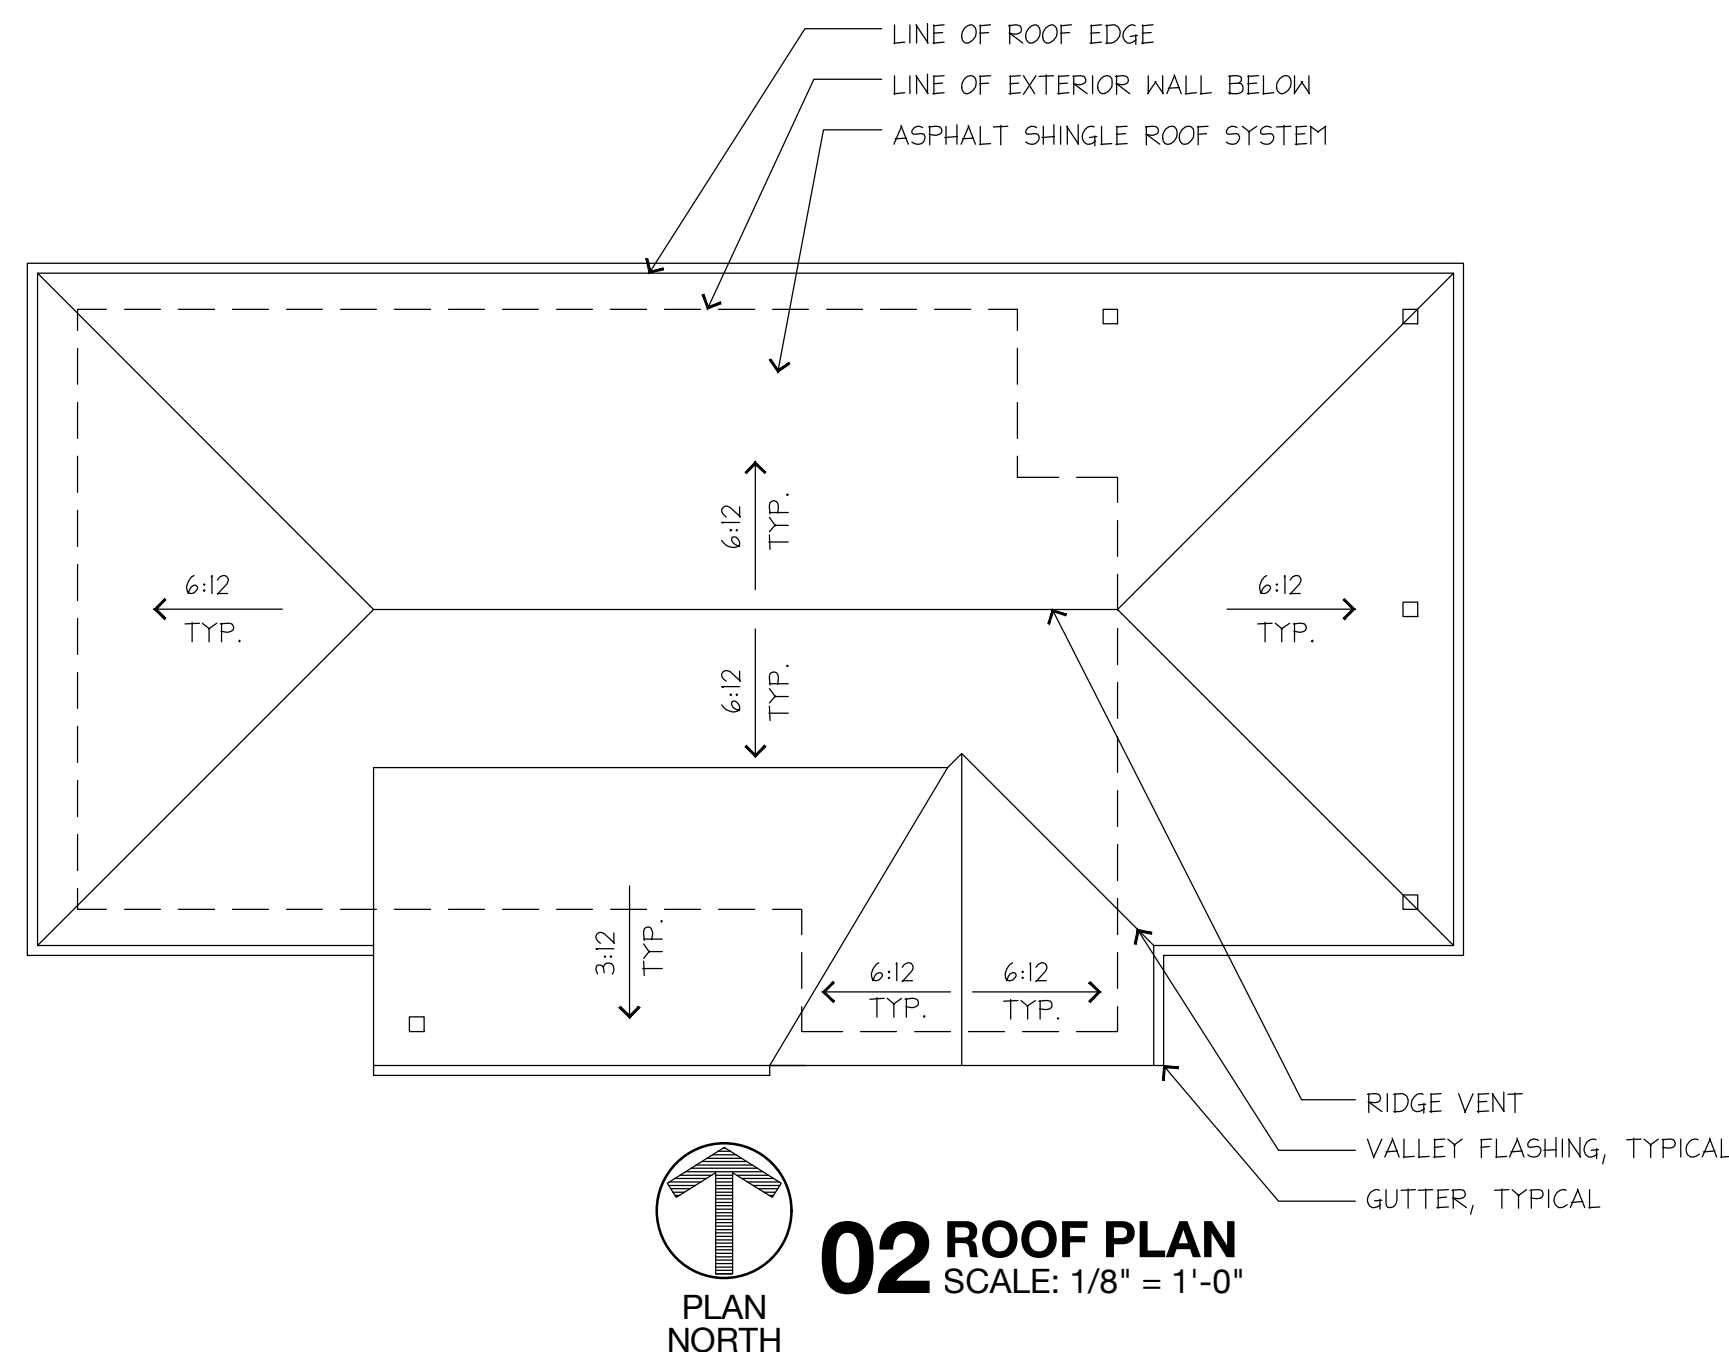 LINE OF ROOF EDGE
LINE OF EXTERIOR WALL BELOW
ASPHALT SHINGLE ROOF SYSTEM
6:12
TYP.
6:12
TYP.
6:12
TYP.
6:12
TYP.
3:12
TYP.
6:12
TYP.
6:12
TYP.
RIDGE VENT
VALLEY FLASHING, TYPICAL
GUTTER, TYPICAL
02 ROOF PLAN
SCALE: 1/8" = 1'-0"
PLAN
NORTH